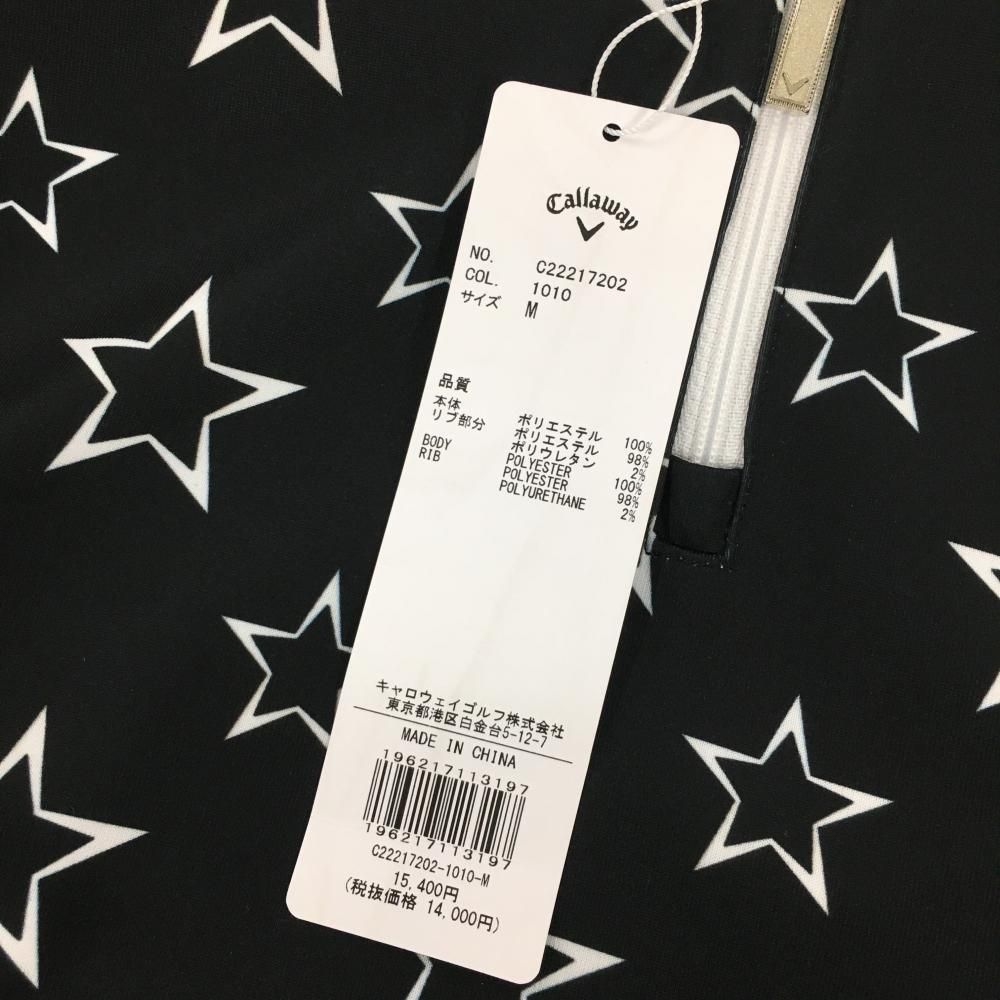 Callaway
NO. C22217202
COL. 1010
サイズ M
品質
本体 ポリエステル 100%
リブ部分 ポリエステル 98%
ポリウレタン 2%
BODY POLYESTER 100%
RIB POLYESTER 98%
POLYURETHANE 2%
キャロウェイゴルフ株式会社
東京都港区白金台5-12-7
MADE IN CHINA
196217113197
196217113197
C22217202-1010-M
15,400円
(税抜価格 14,000円)